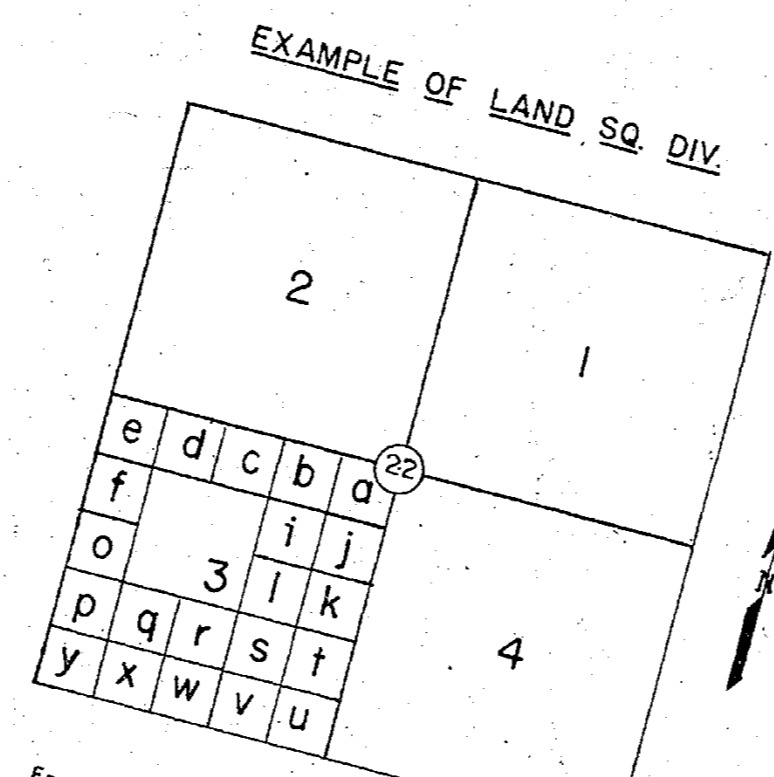 EXAMPLE OF LAND SQ. DIV.
2
1
e d c b a 22
f i j
o 3 l k
N
p q r s t
4
y x w v u